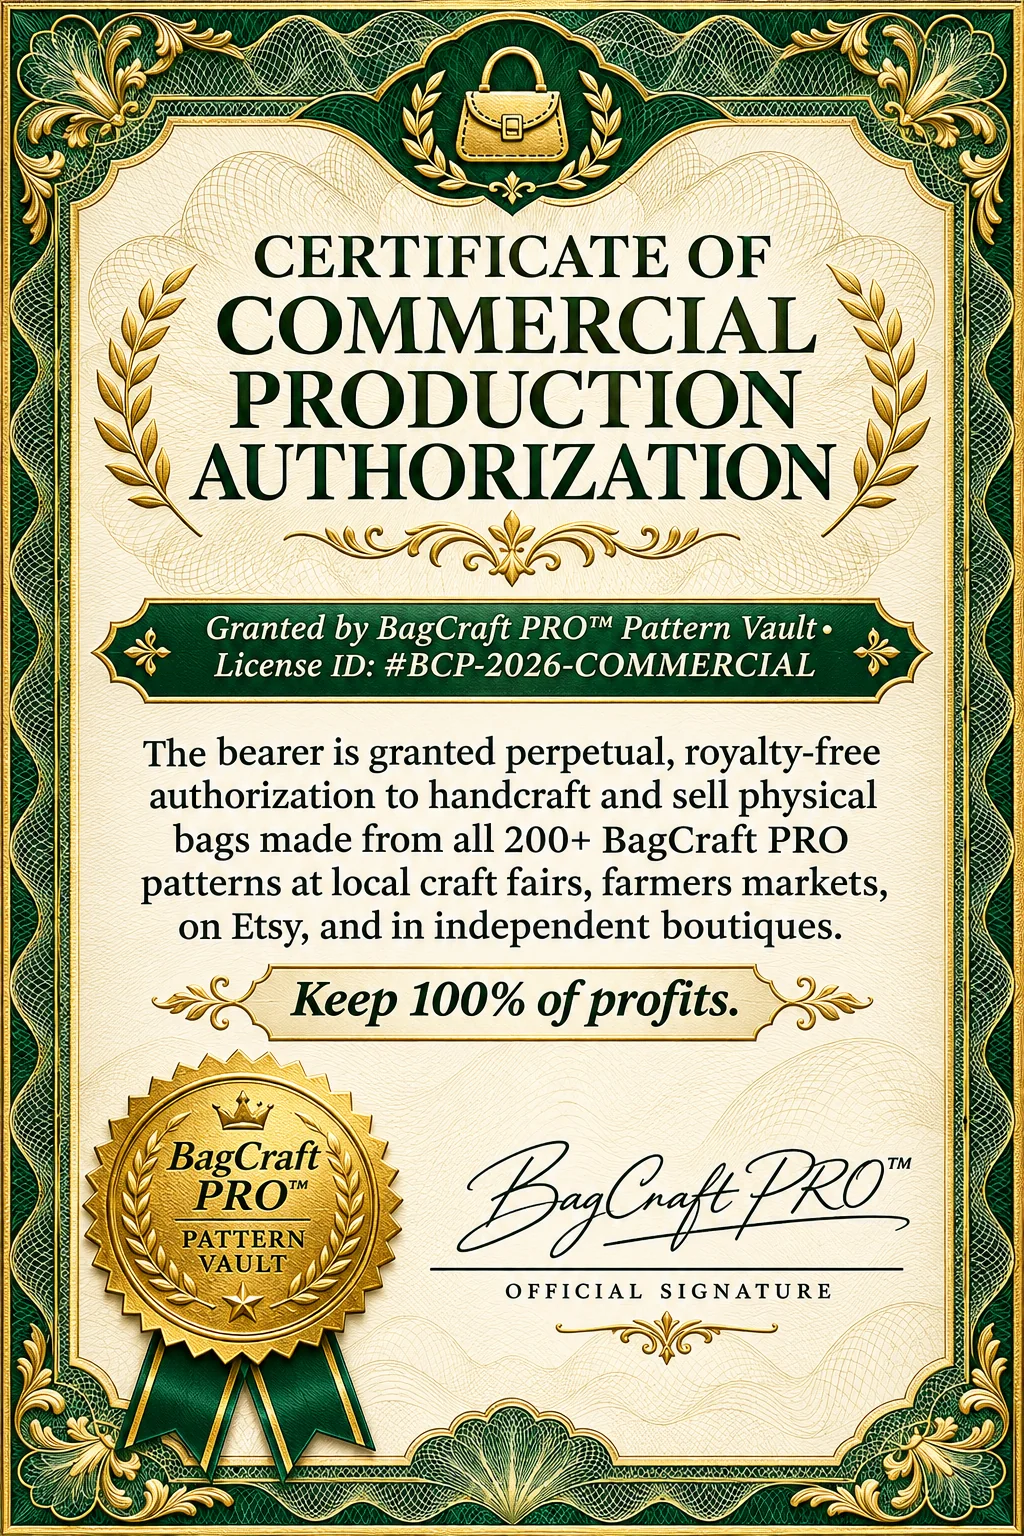 CERTIFICATE OF
COMMERCIAL
PRODUCTION
AUTHORIZATION
Granted by BagCraft PRO™ Pattern Vault •
License ID: #BCP-2026-COMMERCIAL
The bearer is granted perpetual, royalty-free
authorization to handcraft and sell physical
bags made from all 200+ BagCraft PRO
patterns at local craft fairs, farmers markets,
on Etsy, and in independent boutiques.
Keep 100% of profits.
BagCraft
PRO™
PATTERN
VAULT
BagCraft PRO™
OFFICIAL SIGNATURE